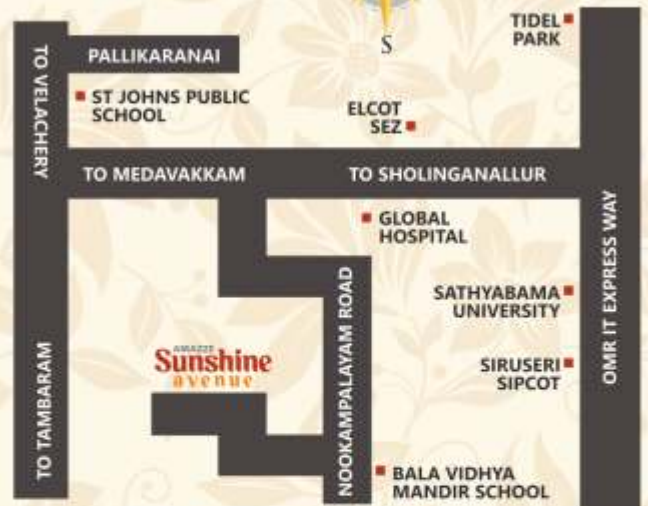 S
TIDEL
PARK
TO VELACHERY
PALLIKARANAI
ST JOHNS PUBLIC
SCHOOL
ELCOT
SEZ
TO MEDAVAKKAM
TO SHOLINGANALLUR
GLOBAL
HOSPITAL
OMR IT EXPRESS WAY
NOOKAMPALAYAM ROAD
SATHYABAMA
UNIVERSITY
AMAZZE
Sunshine
avenue
SIRUSERI
SIPCOT
TO TAMBARAM
BALA VIDHYA
MANDIR SCHOOL